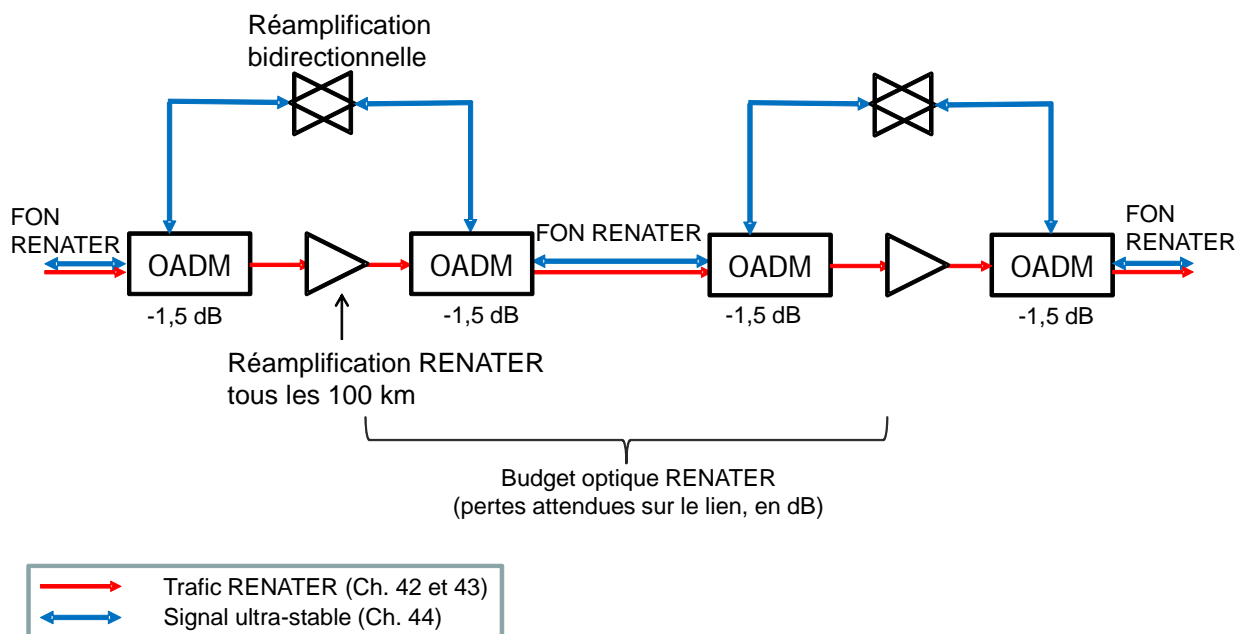 Réamplification
bidirectionnelle
FON
RENATER
OADM
OADM
FON RENATER
OADM
OADM
FON
RENATER
-1,5 dB
-1,5 dB
-1,5 dB
-1,5 dB
Réamplification RENATER
tous les 100 km
Budget optique RENATER
(pertes attendues sur le lien, en dB)
Trafic RENATER (Ch. 42 et 43)
Signal ultra-stable (Ch. 44)